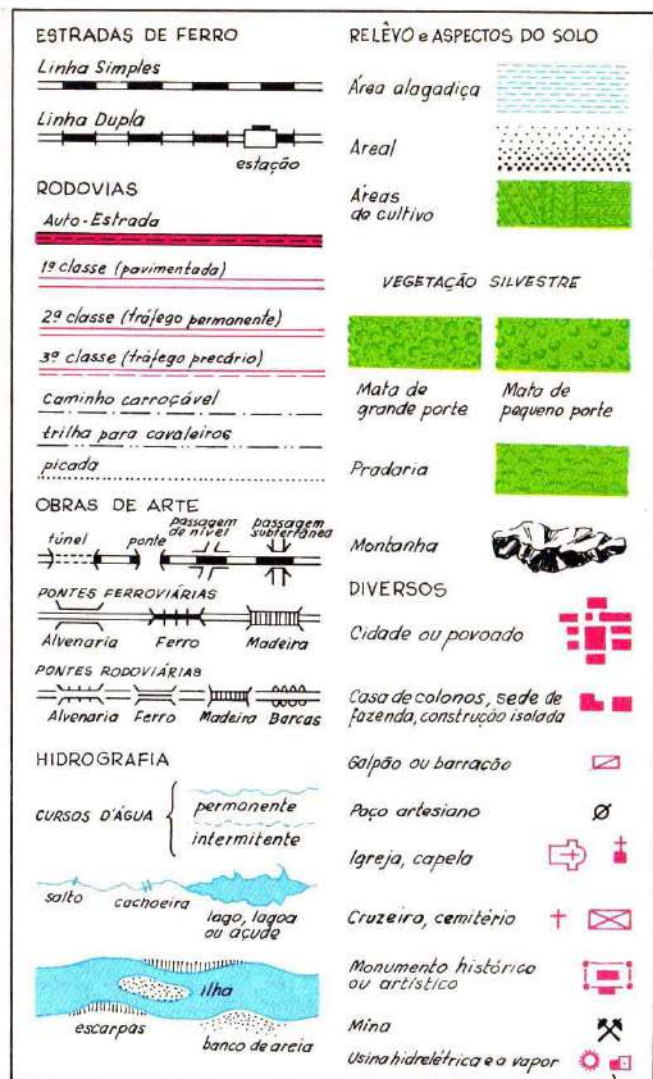 ESTRADAS DE FERRO
Linha Simples
Linha Dupla
estação
RODOVIAS
Auto-Estrada
1ª classe (pavimentada)
2ª classe (tráfego permanente)
3ª classe (tráfego precário)
Caminho carroçável
trilha para cavaleiros
picada
OBRAS DE ARTE
túnel ponte passagem de nível passagem subterrânea
PONTES FERROVIÁRIAS
Alvenaria Ferro Madeira
PONTES RODOVIÁRIAS
Alvenaria Ferro Madeira Barcas
HIDROGRAFIA
CURSOS D'ÁGUA
permanente
intermitente
salto cachoeira lago, lagoa
ou açude
ilha
escarpas
banco de areia
RELÊVO e ASPECTOS DO SOLO
Área alagadiça
Areal
Áreas
de cultivo
VEGETAÇÃO SILVESTRE
Mata de
grande porte
Mata de
pequeno porte
Pradaria
Montanha
DIVERSOS
Cidade ou povoado
Casa de colonos, sede de
fazenda, construção isolada
Galpão ou barracão
Poço artesiano
Igreja, capela
Cruzeiro, cemitério
Monumento histórico
ou artístico
Mina
Usina hidrelétrica e a vapor